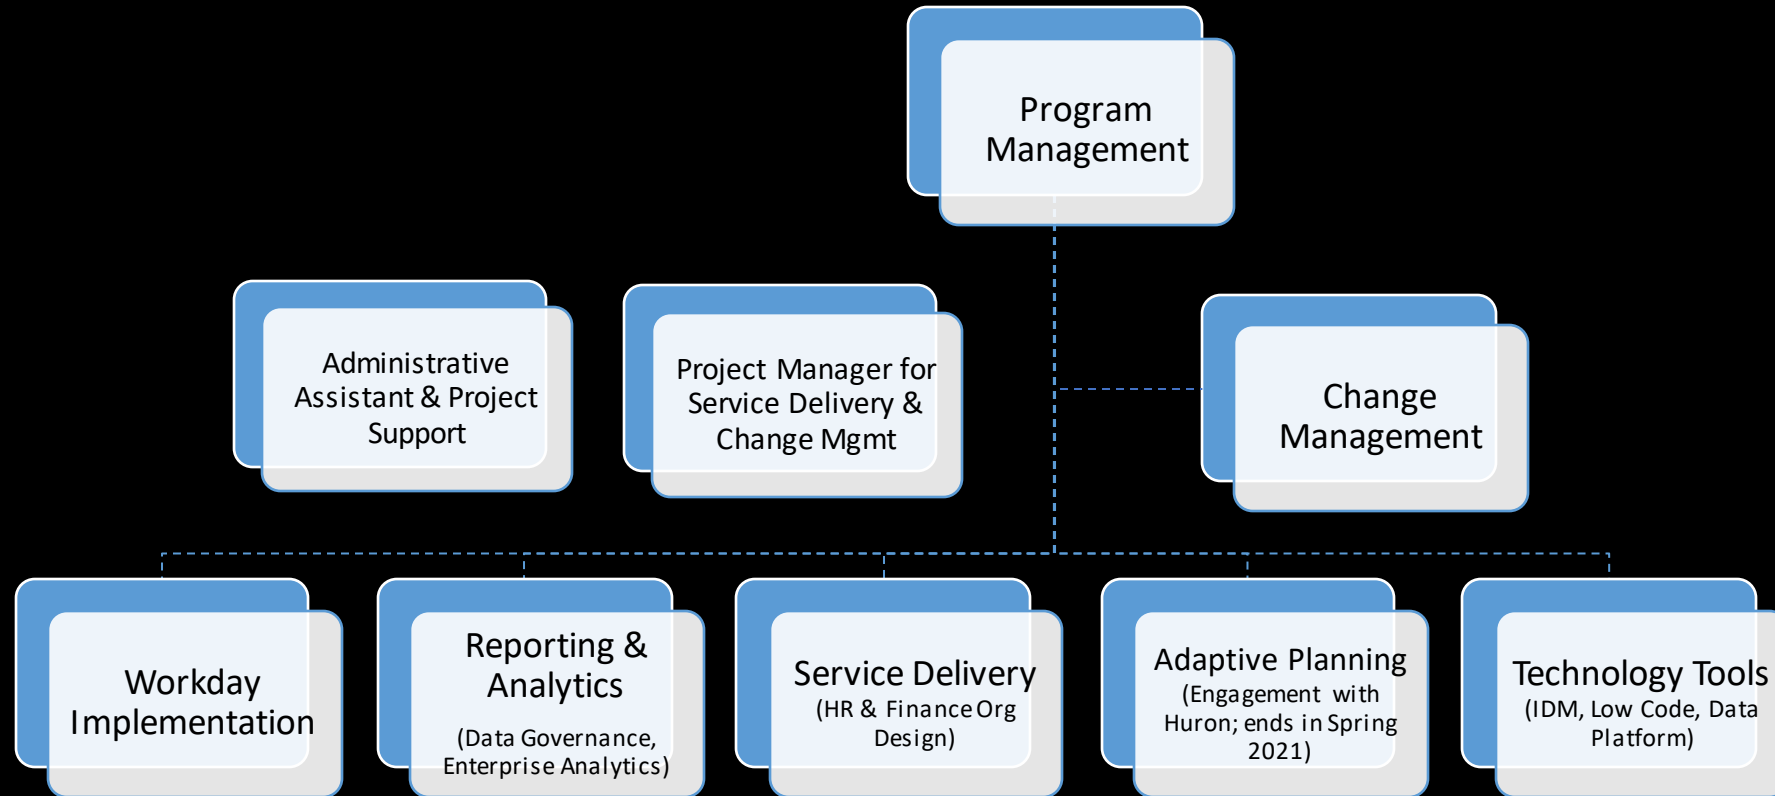 Program
Management
Administrative
Assistant & Project
Support
Project Manager for
Service Delivery &
Change Mgmt
Change
Management
Workday
Implementation
Reporting &
Analytics
(Data Governance,
Enterprise Analytics)
Service Delivery
(HR & Finance Org
Design)
Adaptive Planning
(Engagement with
Huron; ends in Spring
2021)
Technology Tools
(IDM, Low Code, Data
Platform)